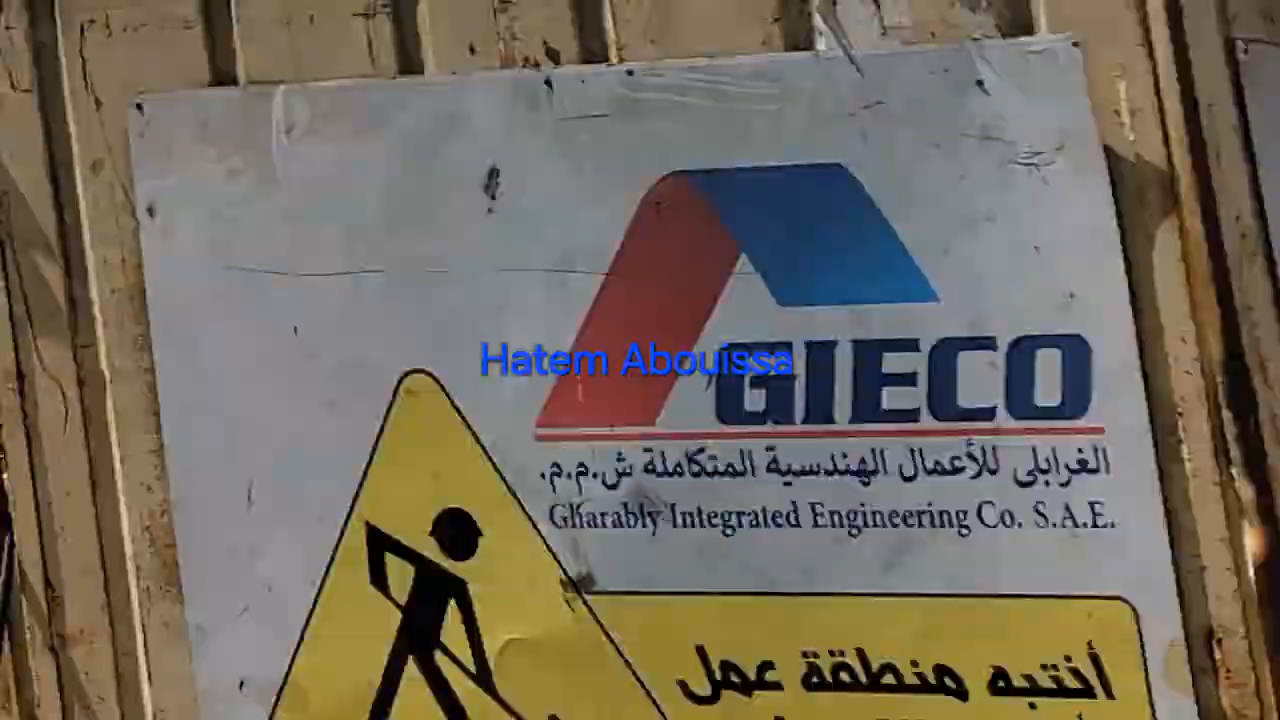 Hatem Abouissa
GIECO
الغرابلى للأعمال الهندسية المتكاملة ش.م.م.
Gharably Integrated Engineering Co. S.A.E.
أنتبه منطقة عمل